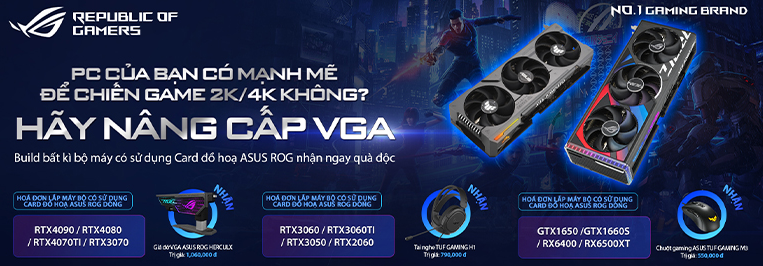 REPUBLIC OF
GAMERS
NO.1 GAMING BRAND
PC CỦA BẠN CÓ MẠNH MẼ
ĐỂ CHIẾN GAME 2K/4K KHÔNG?
HÃY NÂNG CẤP VGA
Build bất kì bộ máy có sử dụng Card đồ hoạ ASUS ROG nhận ngay quà độc
HOÁ ĐƠN LẮP MÁY BỘ CÓ SỬ DỤNG
CARD ĐỒ HOẠ ASUS ROG DÒNG
RTX4090 / RTX4080
/ RTX4070TI / RTX3070
NHẬN
Giá đỡ VGA ASUS ROG HERCULX
Trị giá: 1,060,000 đ
HOÁ ĐƠN LẮP MÁY BỘ CÓ SỬ DỤNG
CARD ĐỒ HOẠ ASUS ROG DÒNG
RTX3060 / RTX3060TI
/ RTX3050 / RTX2060
NHẬN
Tai nghe TUF GAMING H1
Trị giá: 790,000 đ
HOÁ ĐƠN LẮP MÁY BỘ CÓ SỬ DỤNG
CARD ĐỒ HOẠ ASUS ROG DÒNG
GTX1650 /GTX1660S
/ RX6400 / RX6500XT
NHẬN
Chuột gaming ASUS TUF GAMING M3
Trị giá: 550,000 đ